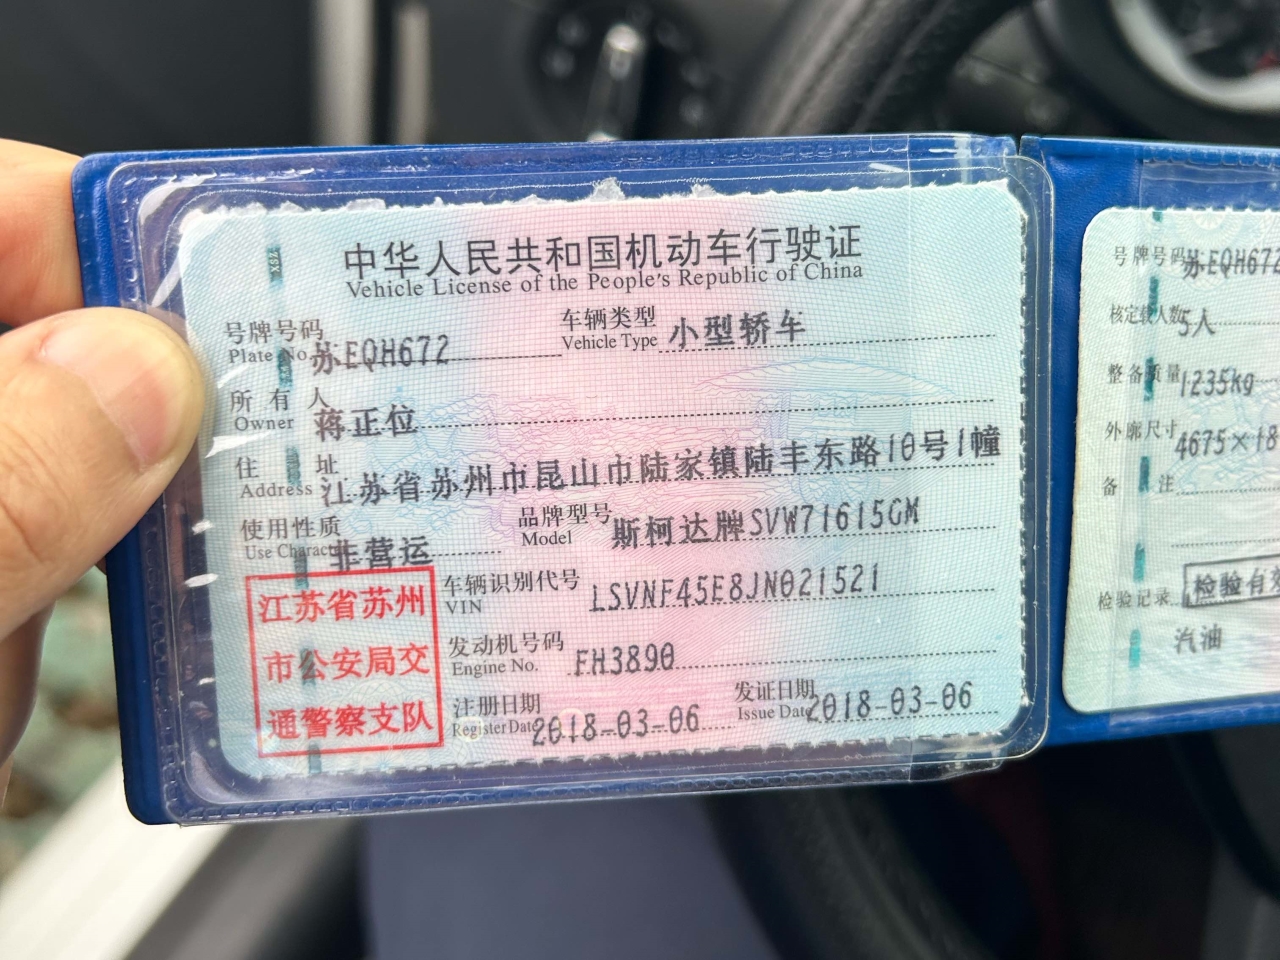 中华人民共和国机动车行驶证
Vehicle License of the People's Republic of China
号牌号码 苏EQH672 车辆类型 小型轿车
Plate No. Vehicle Type
所有人 蒋正位
Owner
住址 江苏省苏州市昆山市陆家镇陆丰东路10号1幢
Address
使用性质 非营运 品牌型号 斯柯达牌SVW71615GM
Use Charact Model
车辆识别代号 LSVNF45E8JN021521
VIN
发动机号码 FH3890
Engine No.
注册日期 2018-03-06 发证日期 2018-03-06
Register Date Issue Date
江苏省苏州
市公安局交
通警察支队
XSZ
号牌号码 苏EQH672
核定载人数 5人
整备质量 1235kg
外廓尺寸 4675×18
备注
检验记录 检验有效
汽油